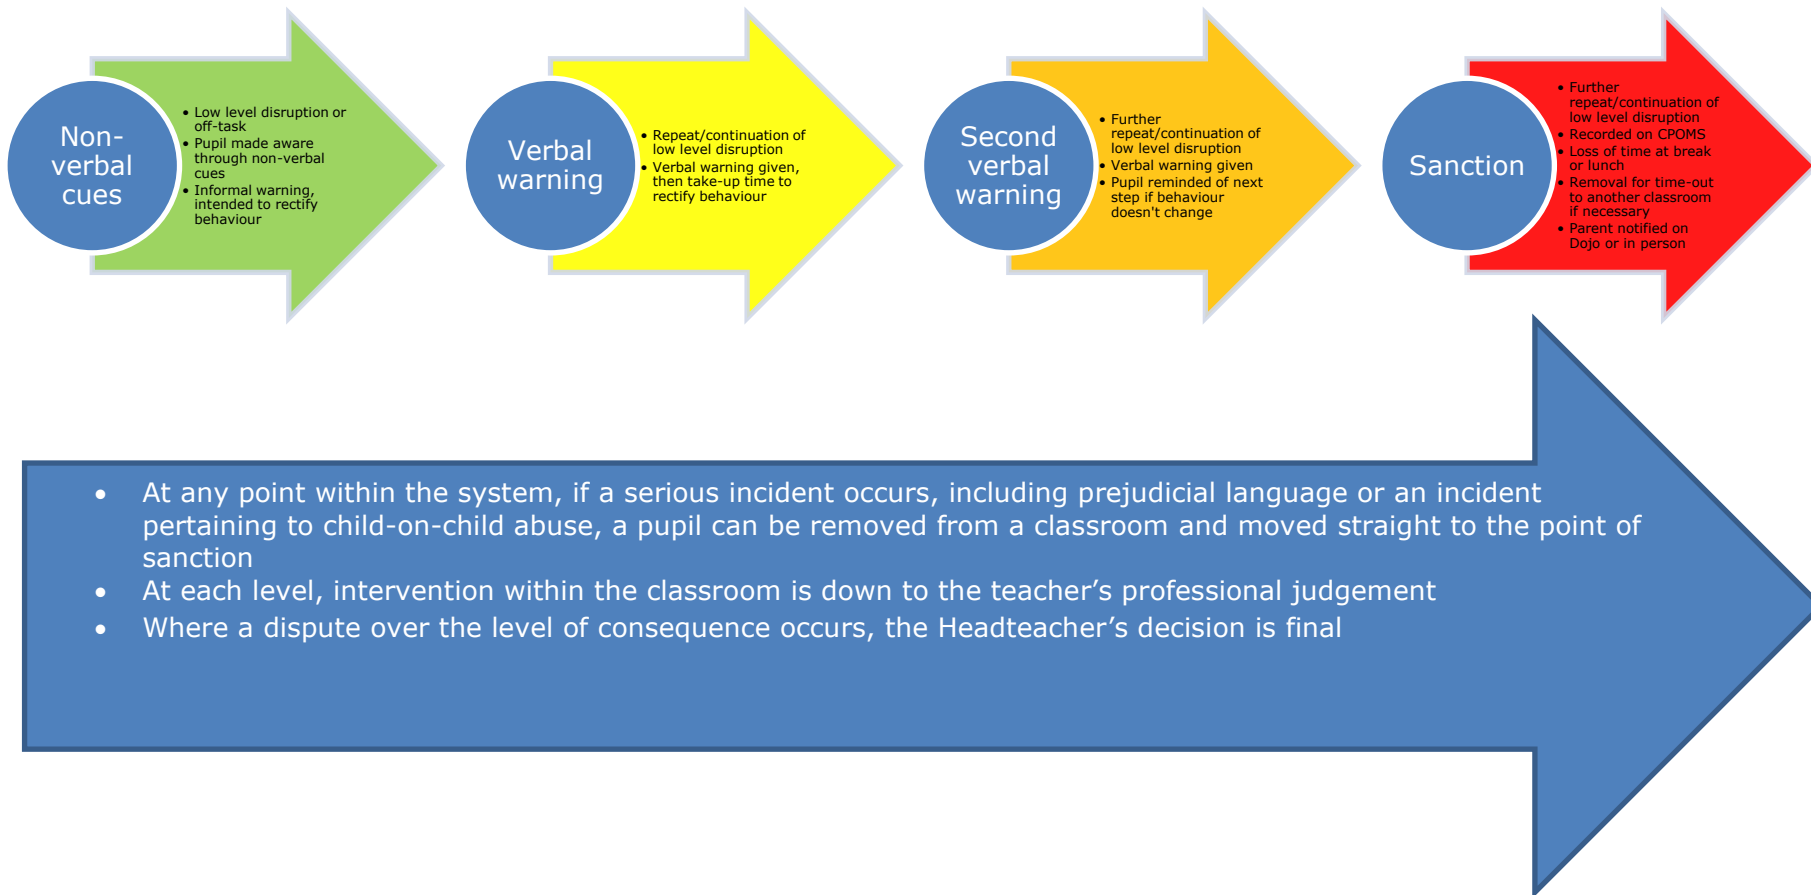 Non-
verbal
cues
• Low level disruption or
off-task
• Pupil made aware
through non-verbal
cues
• Informal warning,
intended to rectify
behaviour
Verbal
warning
• Repeat/continuation of
low level disruption
• Verbal warning given,
then take-up time to
rectify behaviour
Second
verbal
warning
• Further
repeat/continuation of
low level disruption
• Verbal warning given
• Pupil reminded of next
step if behaviour
doesn't change
Sanction
• Further
repeat/continuation of
low level disruption
• Recorded on CPOMS
• Loss of time at break
or lunch
• Removal for time-out
to another classroom
if necessary
• Parent notified on
Dojo or in person
• At any point within the system, if a serious incident occurs, including prejudicial language or an incident
pertaining to child-on-child abuse, a pupil can be removed from a classroom and moved straight to the point of
sanction
• At each level, intervention within the classroom is down to the teacher’s professional judgement
• Where a dispute over the level of consequence occurs, the Headteacher’s decision is final